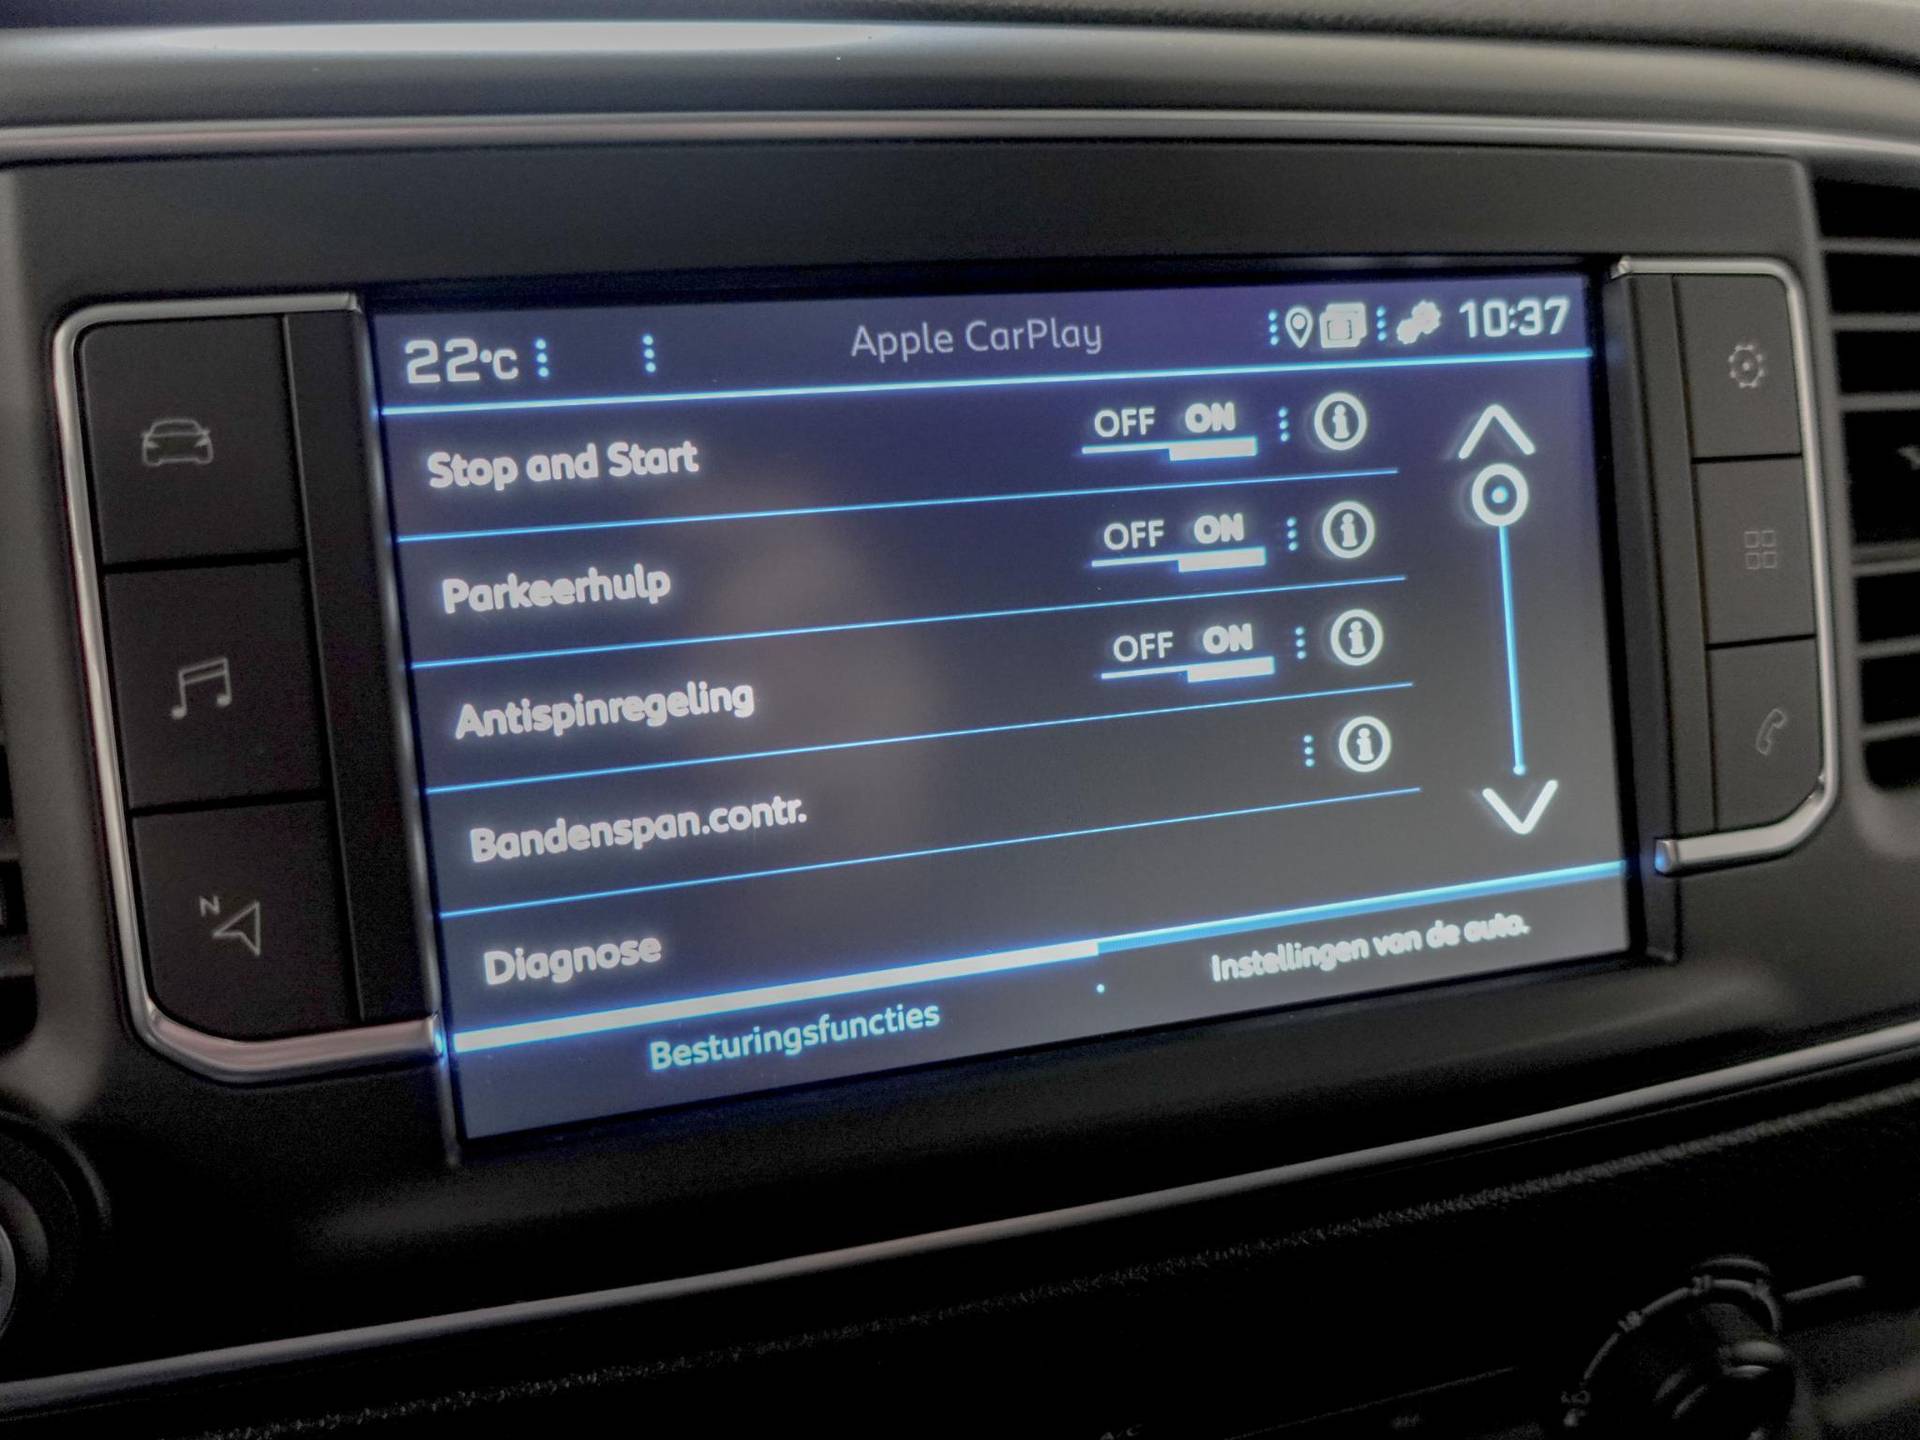 22°C Apple CarPlay 10:37
Stop and Start OFF ON
Parkeerhulp OFF ON
Antispinregeling OFF ON
Bandenspan.contr.
Diagnose
Besturingsfuncties Instellingen van de auto.
N
A/C